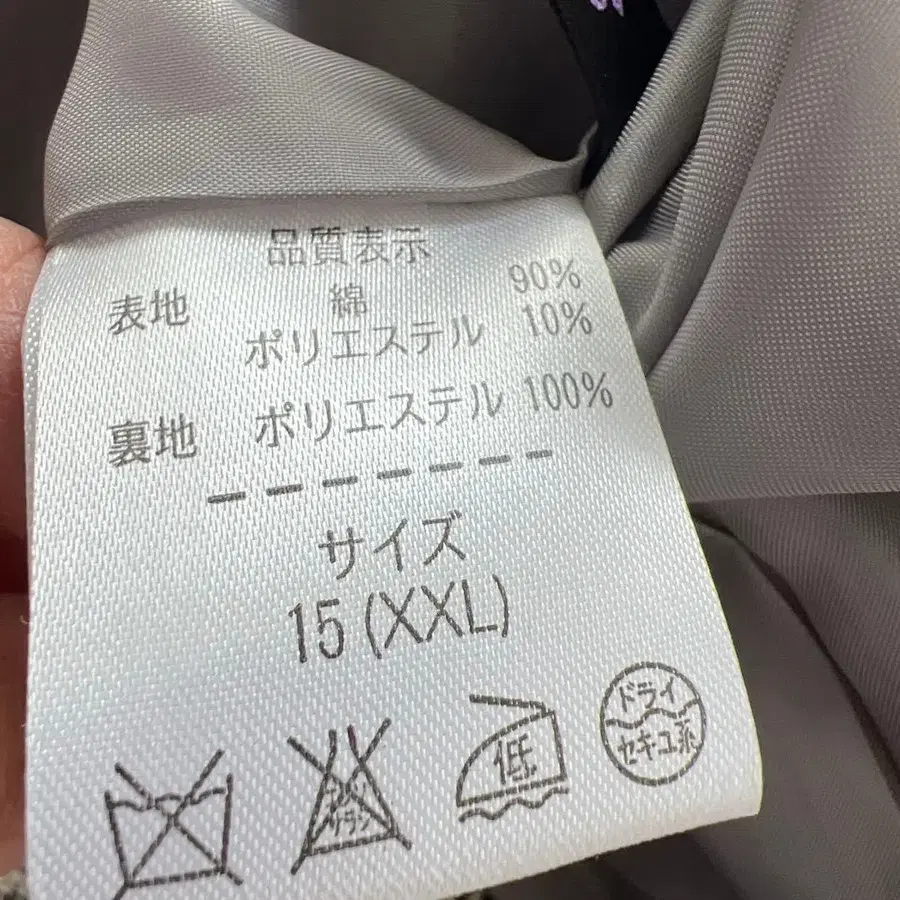 品質表示
表地 綿 90%
ポリエステル 10%
裏地 ポリエステル 100%
サイズ
15 (XXL)
低
ドライ
セキユ系